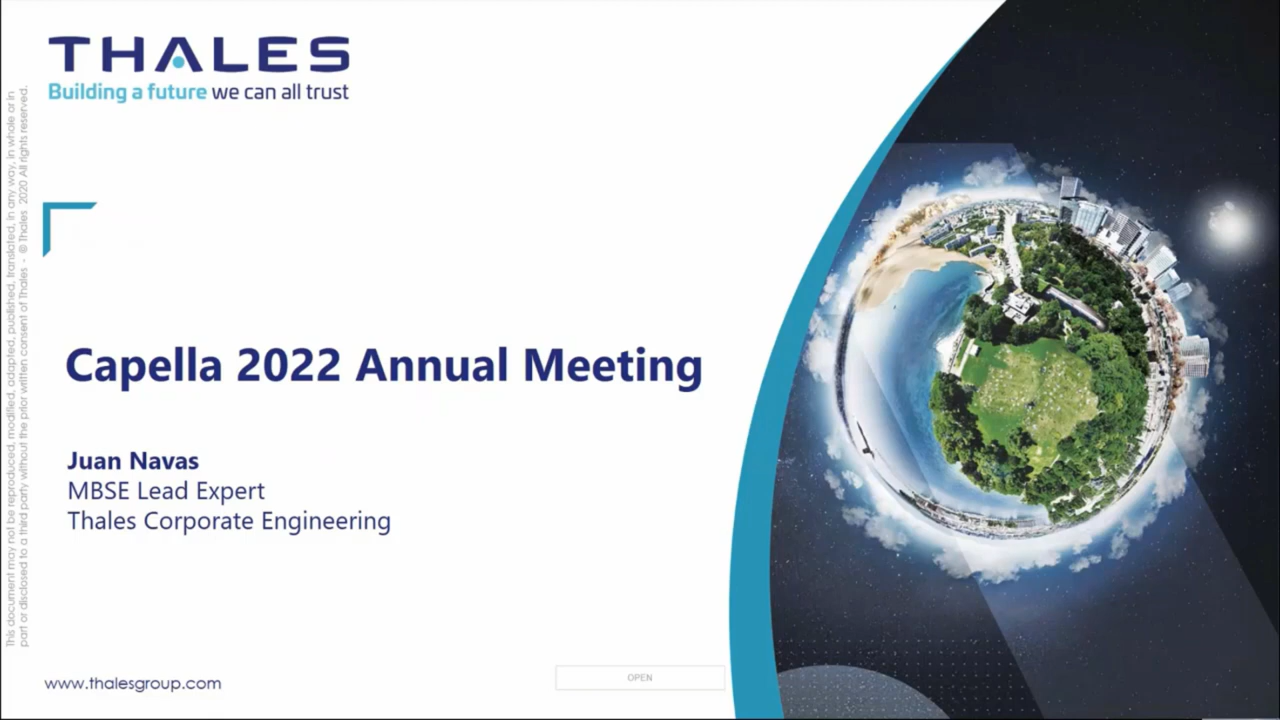 THALES
Building a future we can all trust
This document may not be reproduced, modified, adapted, published, translated, in any way, in whole or in
part or disclosed to a third party without the prior written consent of Thales - © Thales 2020 All rights reserved.
Capella 2022 Annual Meeting
Juan Navas
MBSE Lead Expert
Thales Corporate Engineering
www.thalesgroup.com
OPEN